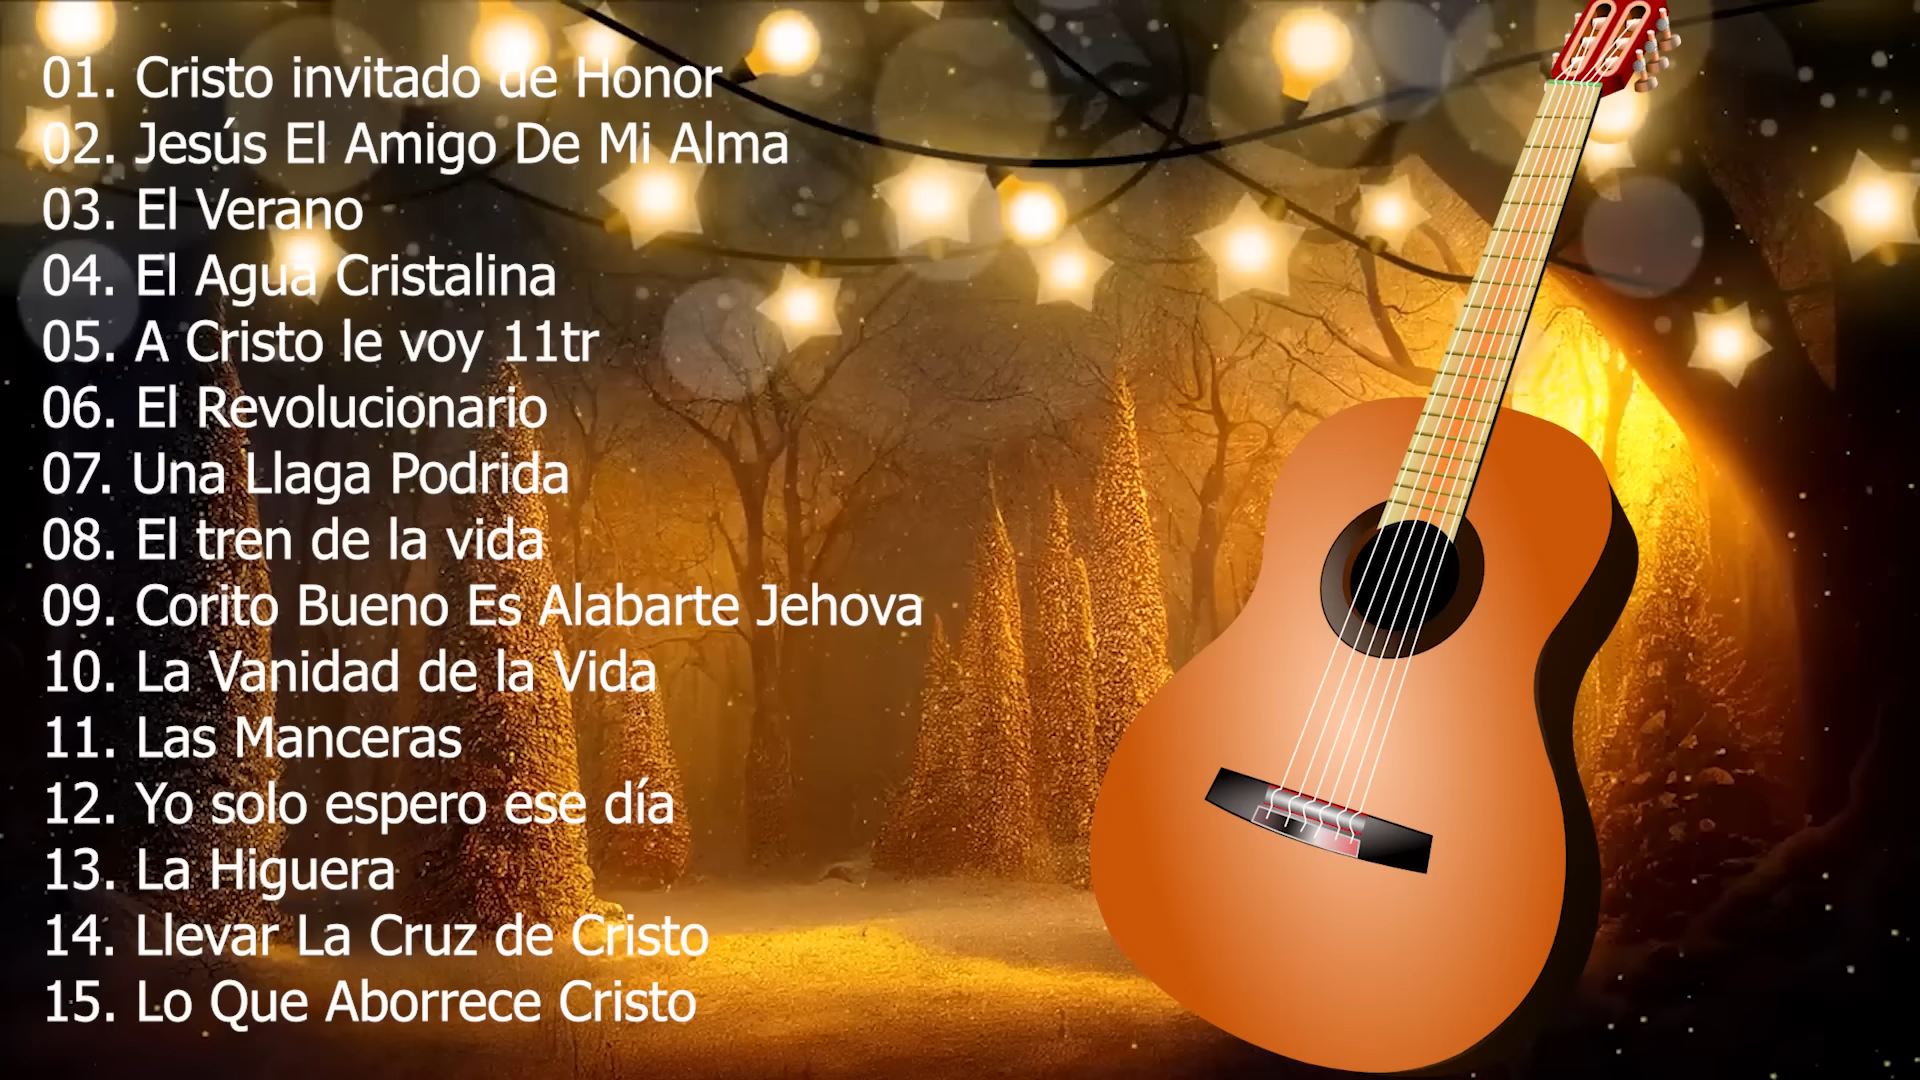 01. Cristo invitado de Honor
02. Jesús El Amigo De Mi Alma
03. El Verano
04. El Agua Cristalina
05. A Cristo le voy 11tr
06. El Revolucionario
07. Una Llaga Podrida
08. El tren de la vida
09. Corito Bueno Es Alabarte Jehova
10. La Vanidad de la Vida
11. Las Manceras
12. Yo solo espero ese día
13. La Higuera
14. Llevar La Cruz de Cristo
15. Lo Que Aborrece Cristo